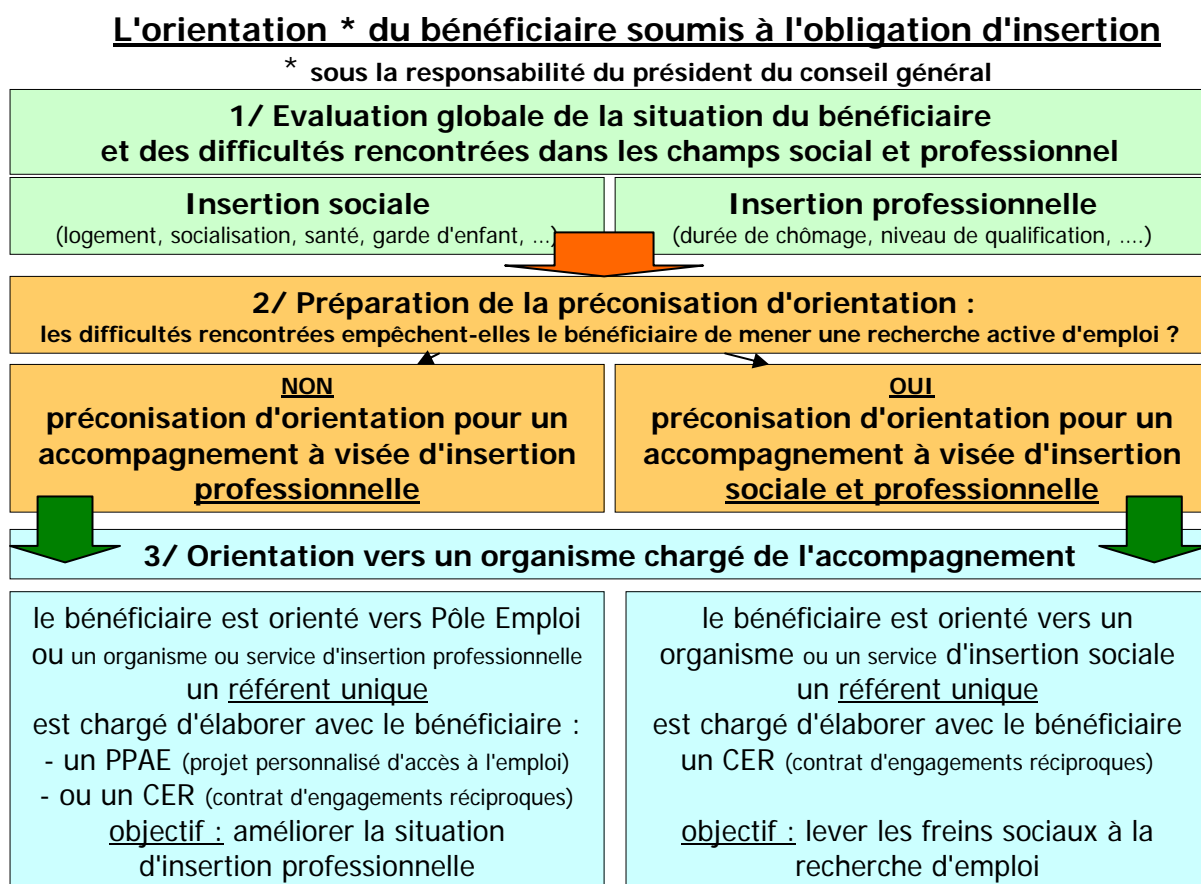 L'orientation * du bénéficiaire soumis à l'obligation d'insertion
* sous la responsabilité du président du conseil général
1/ Evaluation globale de la situation du bénéficiaire
et des difficultés rencontrées dans les champs social et professionnel
Insertion sociale
(logement, socialisation, santé, garde d'enfant, ...)
Insertion professionnelle
(durée de chômage, niveau de qualification, ....)
2/ Préparation de la préconisation d'orientation :
les difficultés rencontrées empêchent-elles le bénéficiaire de mener une recherche active d'emploi ?
NON
préconisation d'orientation pour un
accompagnement à visée d'insertion
professionnelle
OUI
préconisation d'orientation pour un
accompagnement à visée d'insertion
sociale et professionnelle
3/ Orientation vers un organisme chargé de l'accompagnement
le bénéficiaire est orienté vers Pôle Emploi
ou un organisme ou service d'insertion professionnelle
un référent unique
est chargé d'élaborer avec le bénéficiaire :
- un PPAE (projet personnalisé d'accès à l'emploi)
- ou un CER (contrat d'engagements réciproques)
objectif : améliorer la situation
d'insertion professionnelle
le bénéficiaire est orienté vers un
organisme ou un service d'insertion sociale
un référent unique
est chargé d'élaborer avec le bénéficiaire
un CER (contrat d'engagements réciproques)
objectif : lever les freins sociaux à la
recherche d'emploi